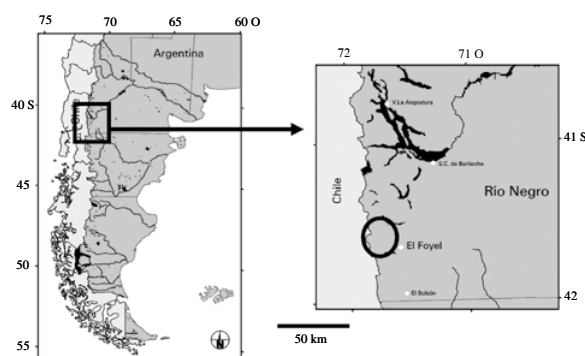 75
70
65
60 O
Argentina
40 S
Chile
45
50
55
N
72
71 O
V.La Angostura
41 S
S.C. de Bariloche
Chile
Río Negro
El Foyel
El Bolsón
42
50 km